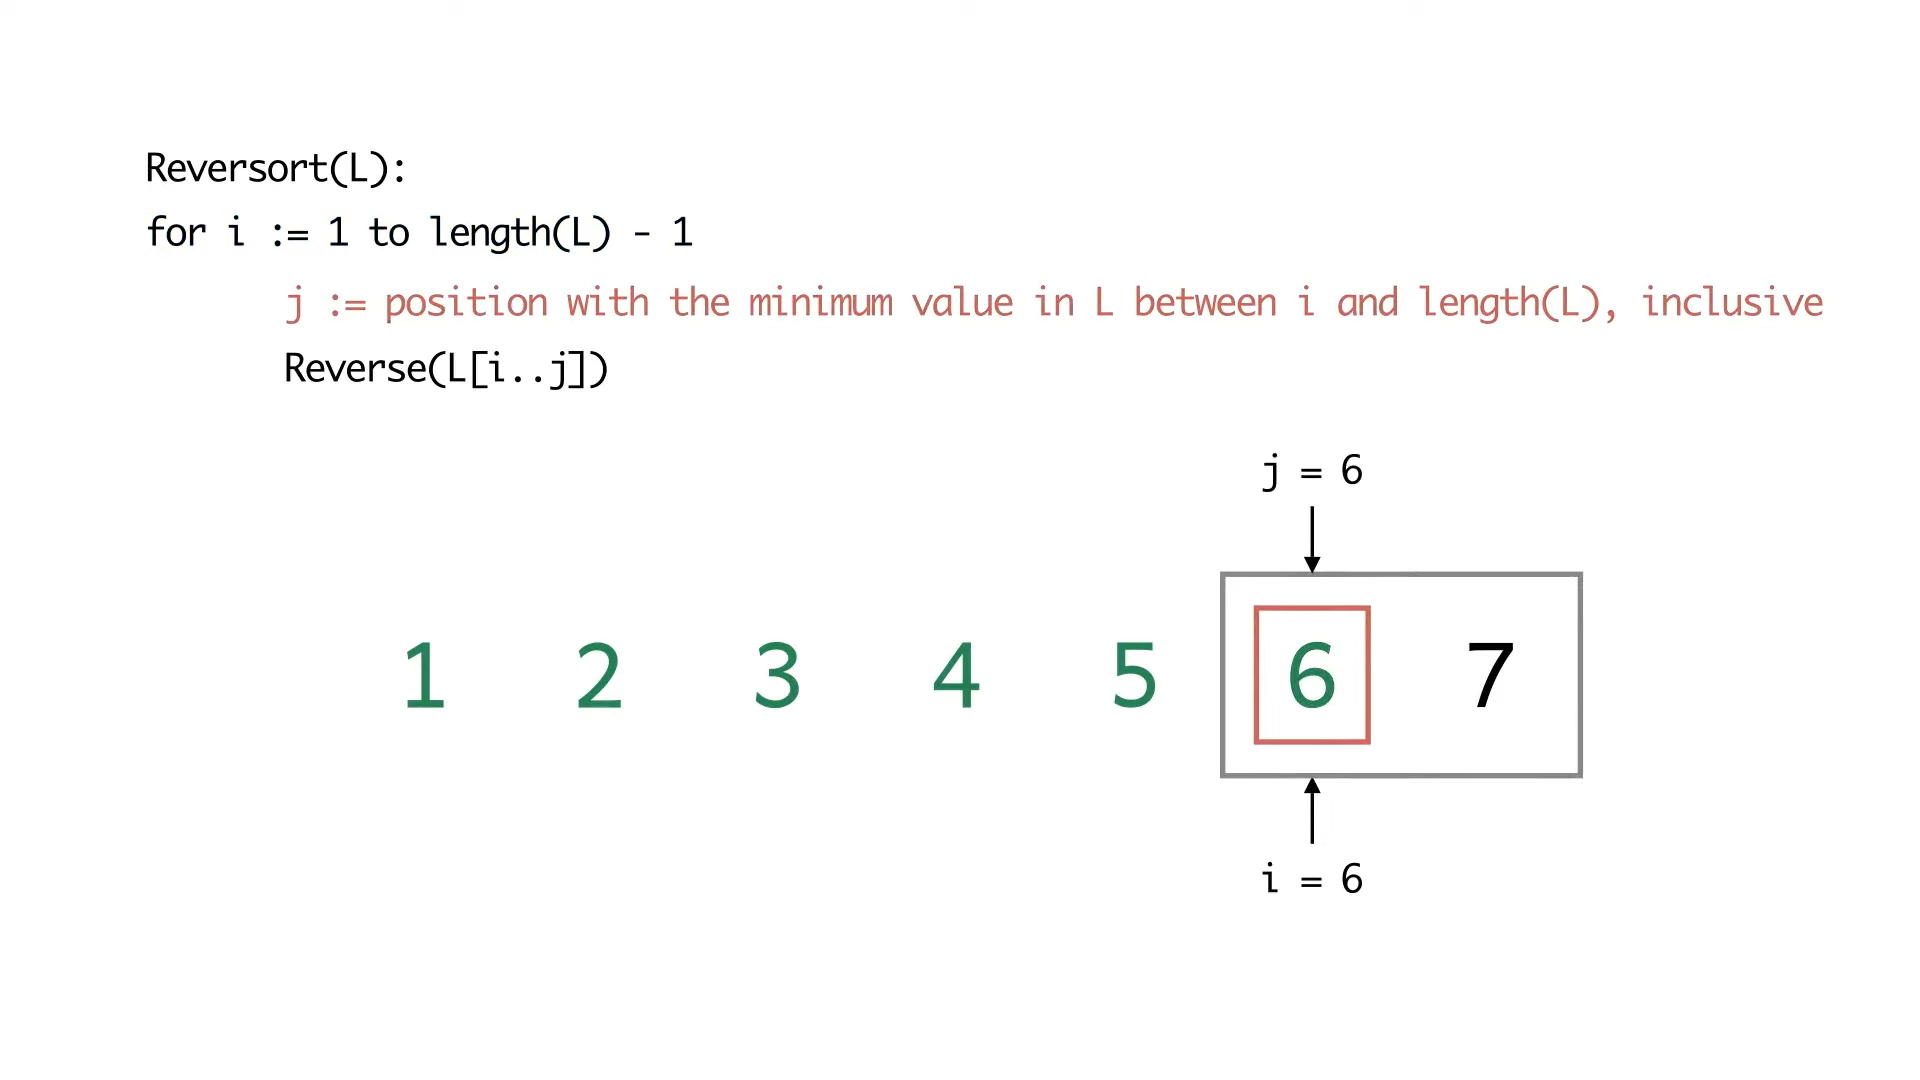 Reversort(L):
for i := 1 to length(L) - 1
j := position with the minimum value in L between i and length(L), inclusive
Reverse(L[i..j])
j = 6
1 2 3 4 5 6 7
i = 6